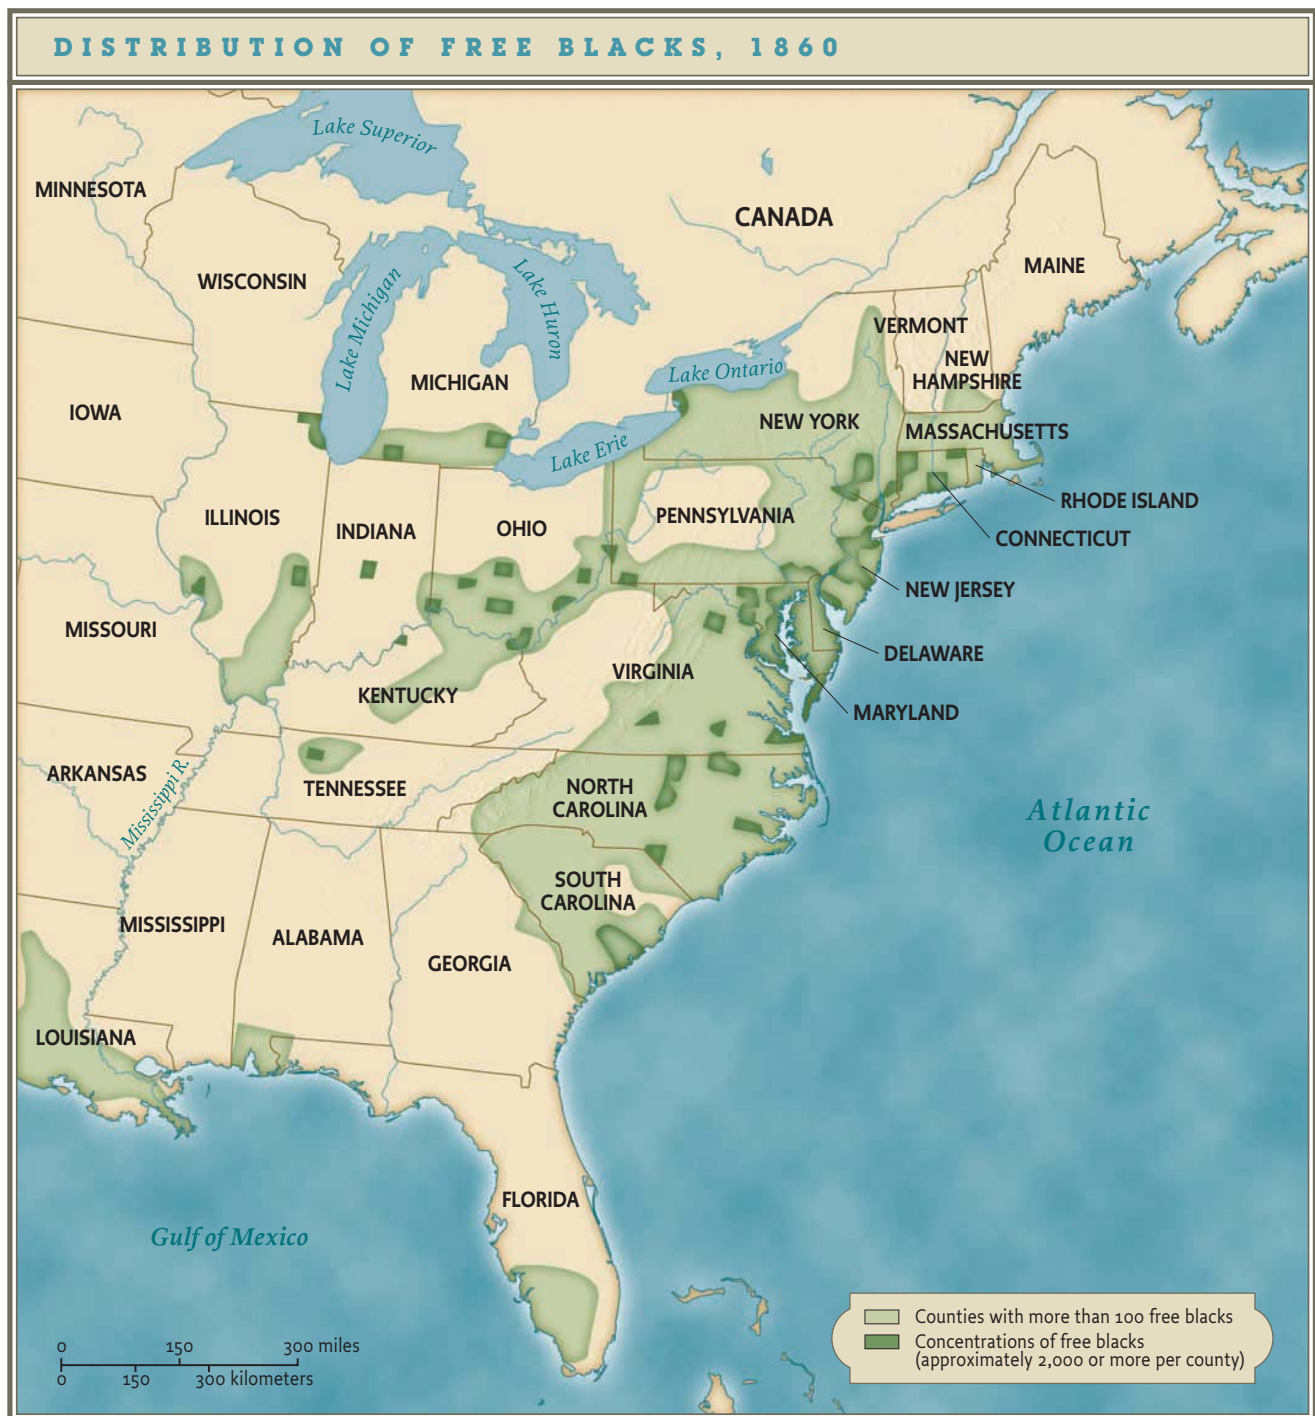 DISTRIBUTION OF FREE BLACKS, 1860
Lake Superior
MINNESOTA
CANADA
WISCONSIN
MAINE
Lake Michigan
Lake Huron
VERMONT
NEW
HAMPSHIRE
MICHIGAN
Lake Ontario
IOWA
NEW YORK
MASSACHUSETTS
Lake Erie
RHODE ISLAND
ILLINOIS
INDIANA
OHIO
PENNSYLVANIA
CONNECTICUT
NEW JERSEY
MISSOURI
DELAWARE
VIRGINIA
KENTUCKY
MARYLAND
ARKANSAS
Mississippi R.
TENNESSEE
NORTH
CAROLINA
Atlantic
Ocean
SOUTH
CAROLINA
MISSISSIPPI
ALABAMA
GEORGIA
LOUISIANA
FLORIDA
Gulf of Mexico
Counties with more than 100 free blacks
Concentrations of free blacks
(approximately 2,000 or more per county)
0 150 300 miles
0 150 300 kilometers